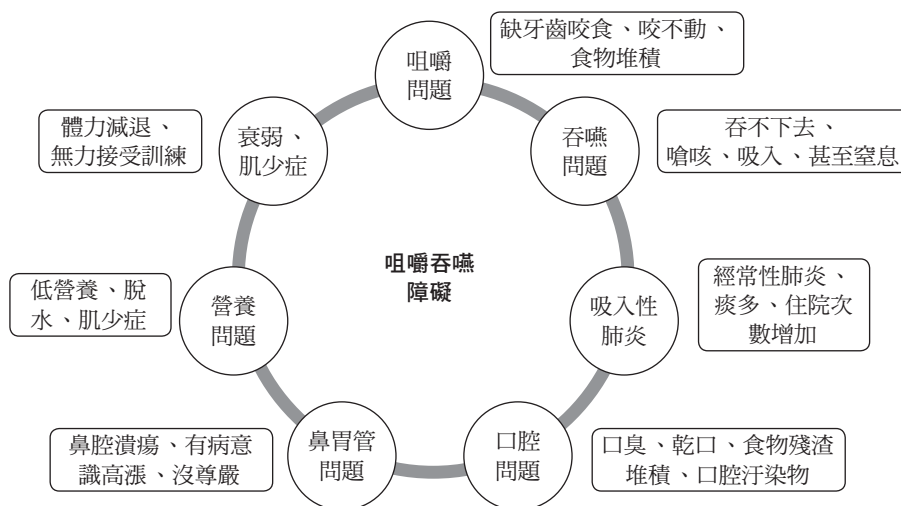 咀嚼
問題
缺牙齒咬食、咬不動、
食物堆積
吞嚥
問題
吞不下去、
嗆咳、吸入、甚至窒息
吸入性
肺炎
經常性肺炎、
痰多、住院次
數增加
口腔
問題
口臭、乾口、食物殘渣
堆積、口腔汙染物
鼻胃管
問題
鼻腔潰瘍、有病意
識高漲、沒尊嚴
營養
問題
低營養、脫
水、肌少症
衰弱、
肌少症
體力減退、
無力接受訓練
咀嚼吞嚥
障礙